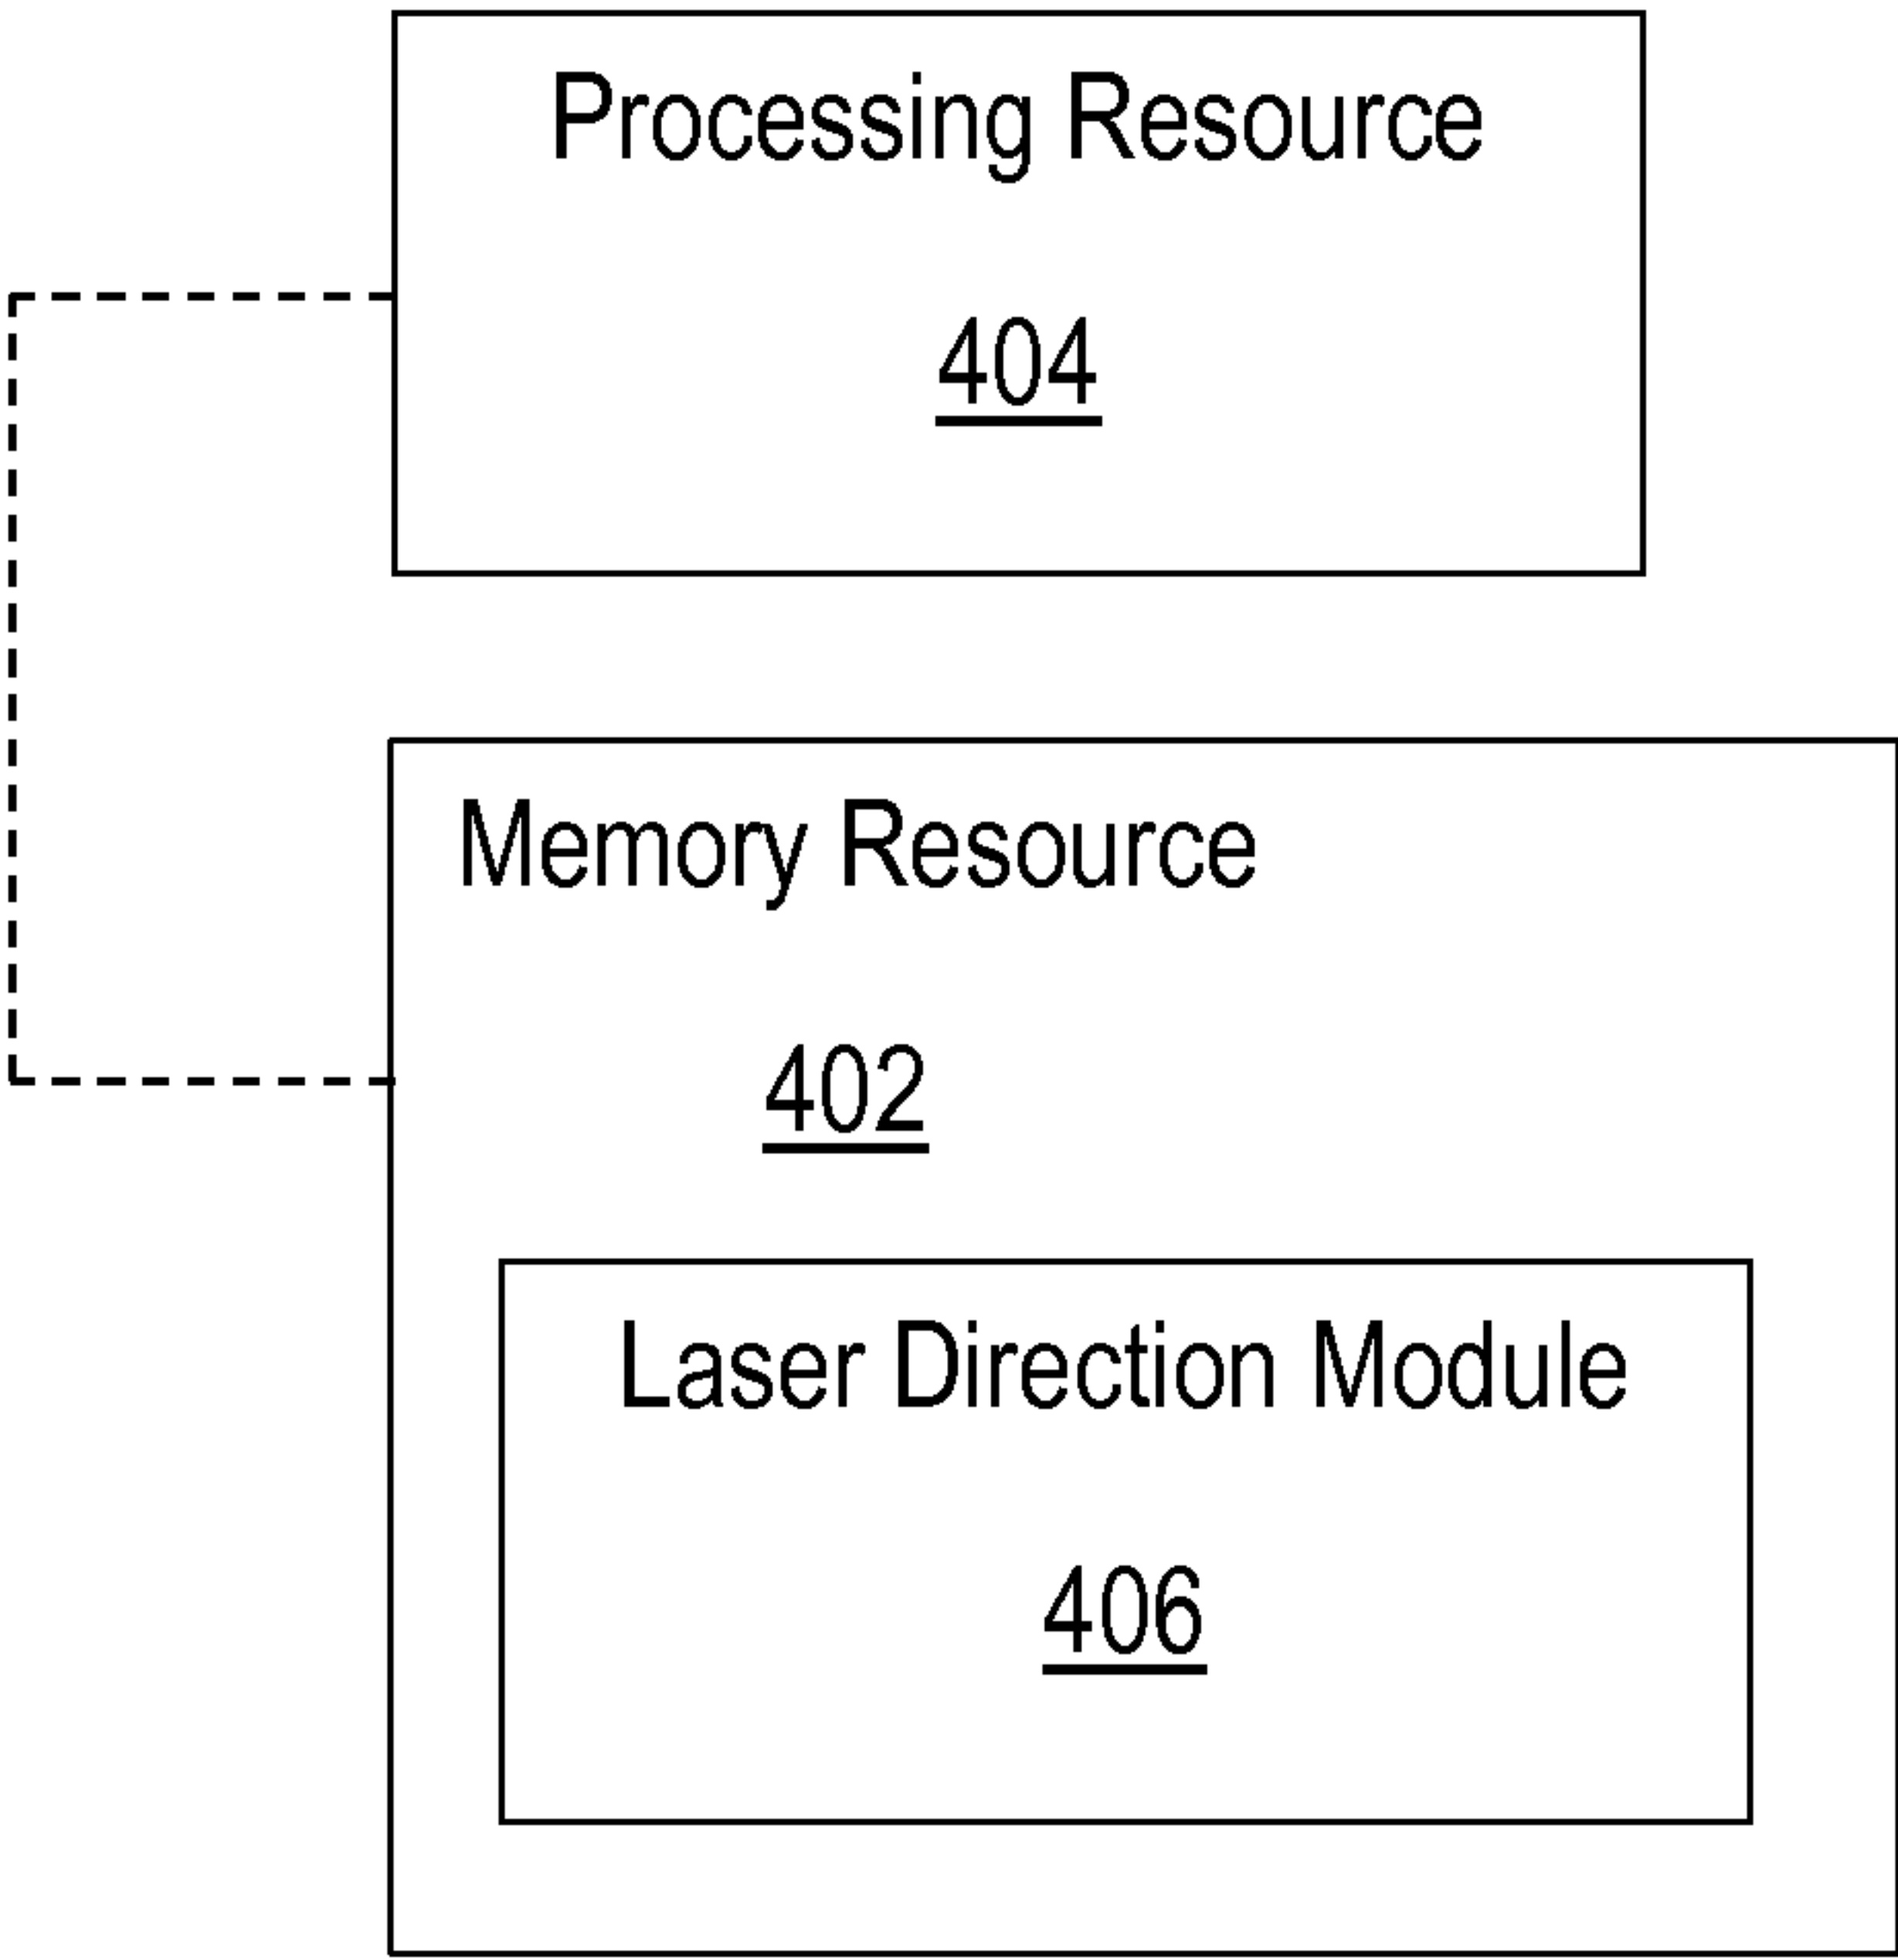 Processing Resource
404
Memory Resource
402
Laser Direction Module
406